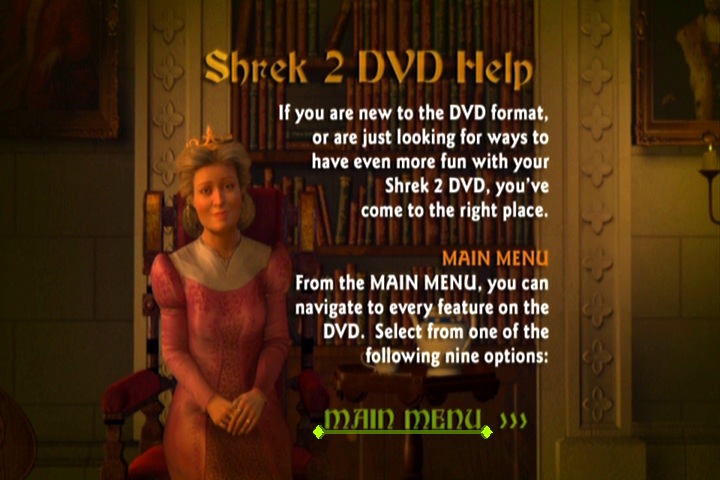 Shrek 2 DVD Help
If you are new to the DVD format,
or are just looking for ways to
have even more fun with your
Shrek 2 DVD, you've
come to the right place.
MAIN MENU
From the MAIN MENU, you can
navigate to every feature on the
DVD. Select from one of the
following nine options:
MAIN MENU >>>